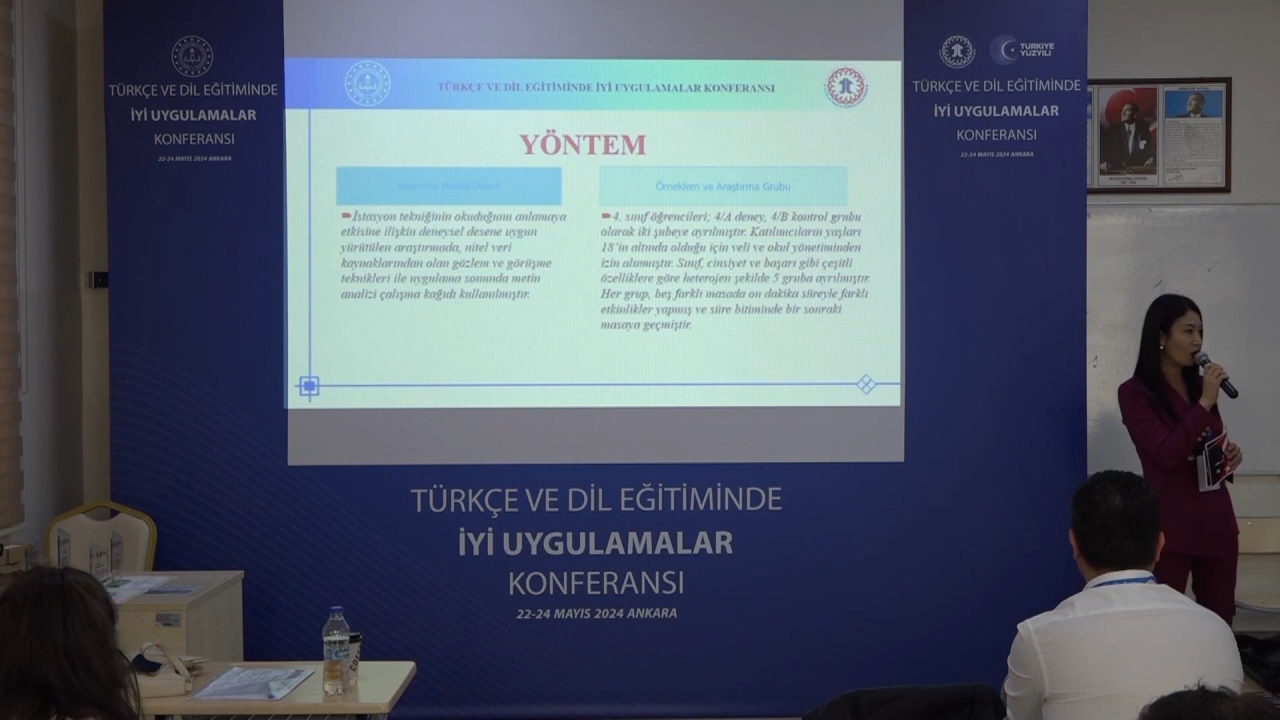 TÜRKÇE VE DİL EĞİTİMİNDE
İYİ UYGULAMALAR
KONFERANSI
22-24 MAYIS 2024 ANKARA
TÜRKÇE VE DİL EĞİTİMİNDE İYİ UYGULAMALAR KONFERANSI
YÖNTEM
İstasyon tekniğinin okuduğunu anlamaya
etkisine ilişkin deneysel desene uygun
yürütülen araştırmada, nitel veri
kaynaklarından olan gözlem ve görüşme
teknikleri ile uygulama sonunda metin
analizi çalışma kağıdı kullanılmıştır.
Örneklem ve Araştırma Grubu
4. sınıf öğrencileri; 4/A deney, 4/B kontrol grubu
olarak iki şubeye ayrılmıştır. Katılımcıların yaşları
18'in altında olduğu için veli ve okul yönetiminden
izin alınmıştır. Sınıf, cinsiyet ve başarı gibi çeşitli
özelliklere göre heterojen şekilde 5 gruba ayrılmıştır.
Her grup, beş farklı masada on dakika süreyle farklı
etkinlikler yapmış ve süre bitiminde bir sonraki
masaya geçmiştir.
TÜRKİYE
YÜZYILI
TÜRKÇE VE DİL EĞİTİMİNDE
İYİ UYGULAMALAR
KONFERANSI
22-24 MAYIS 2024 ANKARA
TÜRKÇE VE DİL EĞİTİMİNDE
İYİ UYGULAMALAR
KONFERANSI
22-24 MAYIS 2024 ANKARA